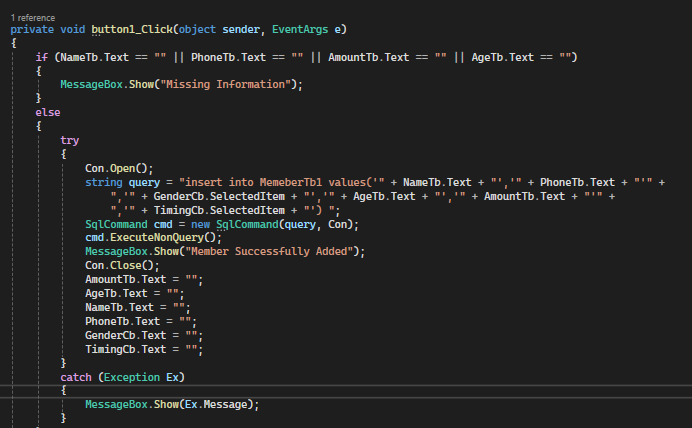 1 reference
private void button1_Click(object sender, EventArgs e)
{
if (NameTb.Text == "" || PhoneTb.Text == "" || AmountTb.Text == "" || AgeTb.Text == "")
{
MessageBox.Show("Missing Information");
}
else
{
try
{
Con.Open();
string query = "insert into MemeberTb1 values('" + NameTb.Text + "','" + PhoneTb.Text + "'" +
",'" + GenderCb.SelectedItem + "','" + AgeTb.Text + "','" + AmountTb.Text + "'" +
",'" + TimingCb.SelectedItem + "') ";
SqlCommand cmd = new SqlCommand(query, Con);
cmd.ExecuteNonQuery();
MessageBox.Show("Member Successfully Added");
Con.Close();
AmountTb.Text = "";
AgeTb.Text = "";
NameTb.Text = "";
PhoneTb.Text = "";
GenderCb.Text = "";
TimingCb.Text = "";
}
catch (Exception Ex)
{
MessageBox.Show(Ex.Message);
}